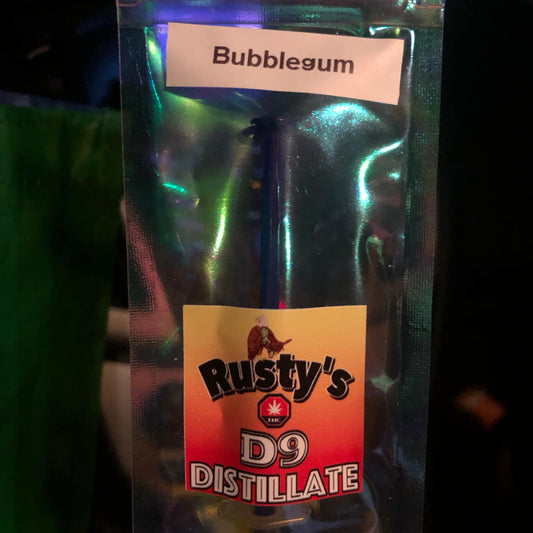 Bubblegum
Rusty's
THC
D9
DISTILLATE